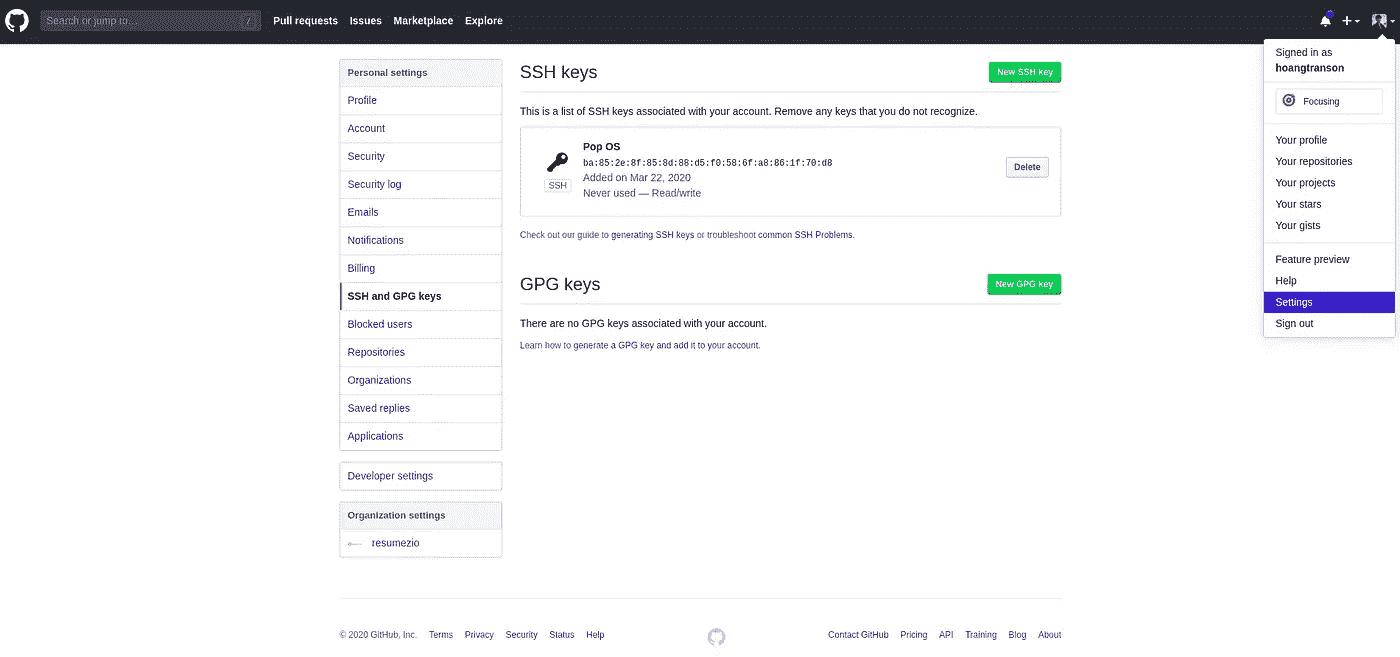 Search or jump to...
/
Pull requests Issues Marketplace Explore
Signed in as
hoangtranson
Focusing
Your profile
Your repositories
Your projects
Your stars
Your gists
Feature preview
Help
Settings
Sign out
Personal settings
Profile
Account
Security
Security log
Emails
Notifications
Billing
SSH and GPG keys
Blocked users
Repositories
Organizations
Saved replies
Applications
Developer settings
Organization settings
resumezio
SSH keys
New SSH key
This is a list of SSH keys associated with your account. Remove any keys that you do not recognize.
SSH
Pop OS
ba:85:2e:8f:85:8d:88:d5:f0:58:6f:a8:86:1f:70:d8
Added on Mar 22, 2020
Never used — Read/write
Delete
Check out our guide to generating SSH keys or troubleshoot common SSH Problems.
GPG keys
New GPG key
There are no GPG keys associated with your account.
Learn how to generate a GPG key and add it to your account.
© 2020 GitHub, Inc. Terms Privacy Security Status Help
Contact GitHub Pricing API Training Blog About